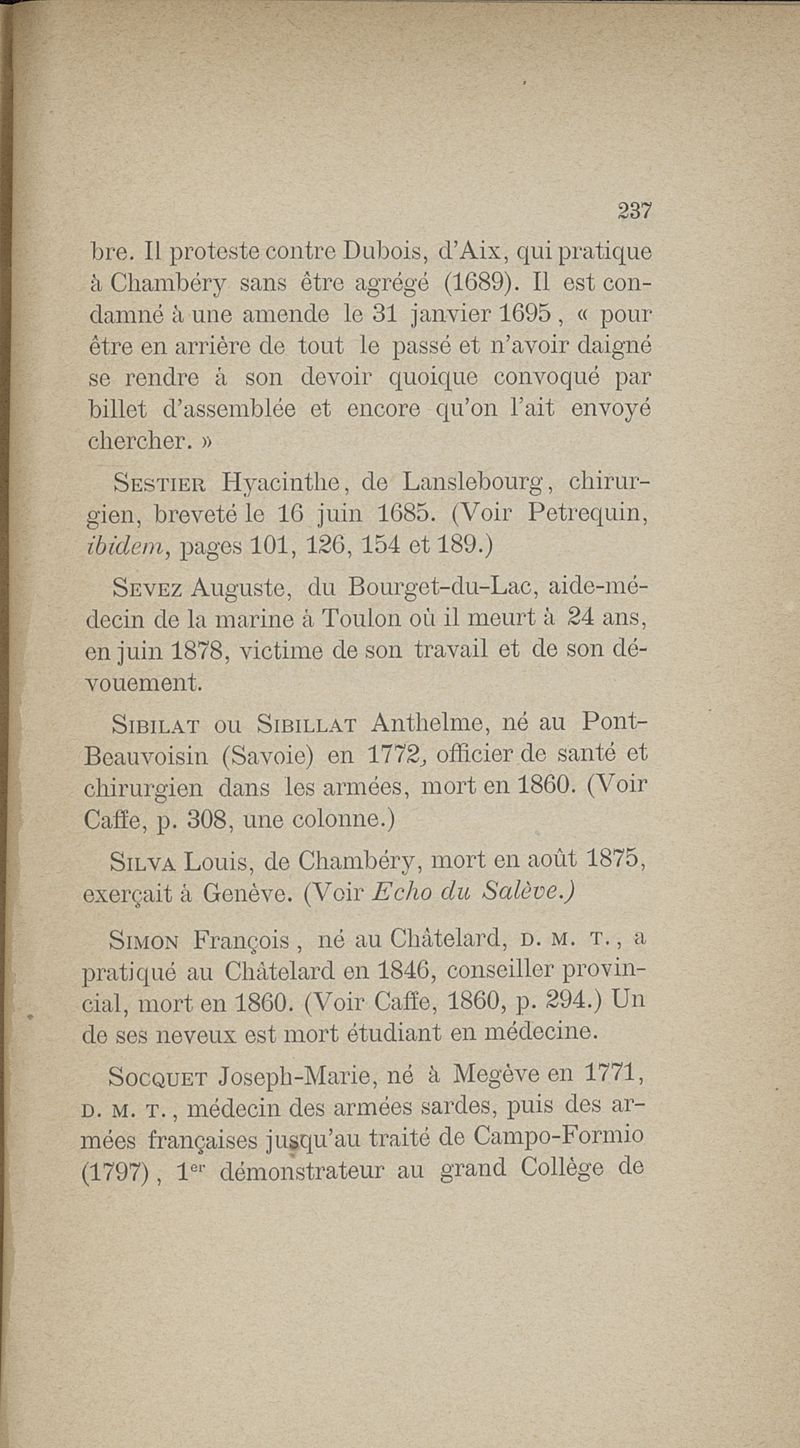 237
bre. Il proteste contre Dubois, d'Aix, qui pratique
à Chambéry sans être agrégé (1689). Il est con-
damné à une amende le 31 janvier 1695, « pour
être en arrière de tout le passé et n'avoir daigné
se rendre à son devoir quoique convoqué par
billet d'assemblée et encore qu'on l'ait envoyé
chercher. »
SESTIER Hyacinthe, de Lanslebourg, chirur-
gien, breveté le 16 juin 1685. (Voir Petrequin,
ibidem, pages 101, 126, 154 et 189.)
SEVEZ Auguste, du Bourget-du-Lac, aide-mé-
decin de la marine à Toulon où il meurt à 24 ans,
en juin 1878, victime de son travail et de son dé-
vouement.
SIBILAT ou SIBILLAT Anthelme, né au Pont-
Beauvoisin (Savoie) en 1772, officier de santé et
chirurgien dans les armées, mort en 1860. (Voir
Caffe, p. 308, une colonne.)
SILVA Louis, de Chambéry, mort en août 1875,
exerçait à Genève. (Voir Echo du Salève.)
SIMON François, né au Châtelard, D. M. T., a
pratiqué au Châtelard en 1846, conseiller provin-
cial, mort en 1860. (Voir Caffe, 1860, p. 294.) Un
de ses neveux est mort étudiant en médecine.
SOCQUET Joseph-Marie, né à Megève en 1771,
D. M. T., médecin des armées sardes, puis des ar-
mées françaises jusqu'au traité de Campo-Formio
(1797), 1er démonstrateur au grand Collège de